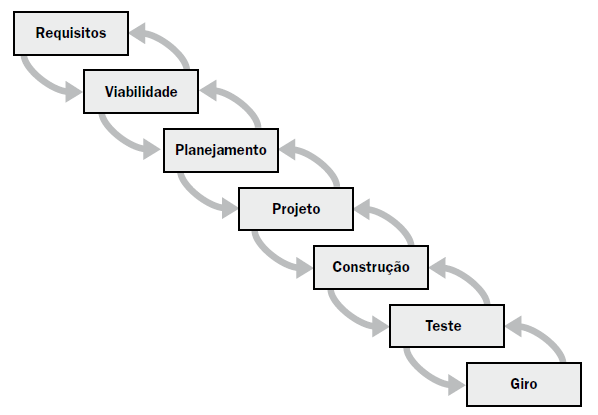 Requisitos
Viabilidade
Planejamento
Projeto
Construção
Teste
Giro